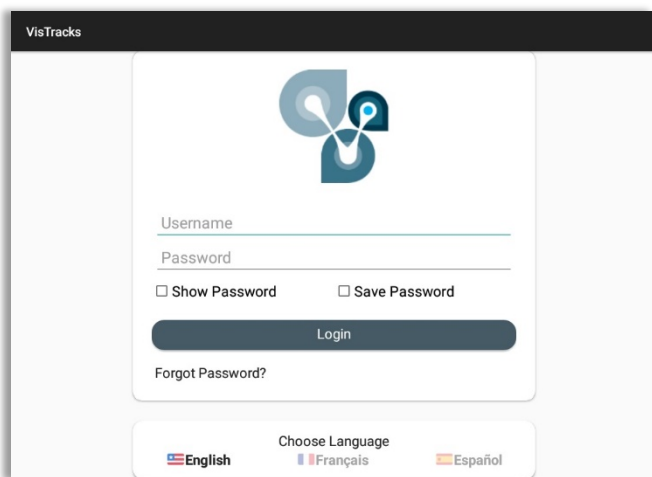 VisTracks
Username
Password
Show Password Save Password
Login
Forgot Password?
Choose Language
English Français Español